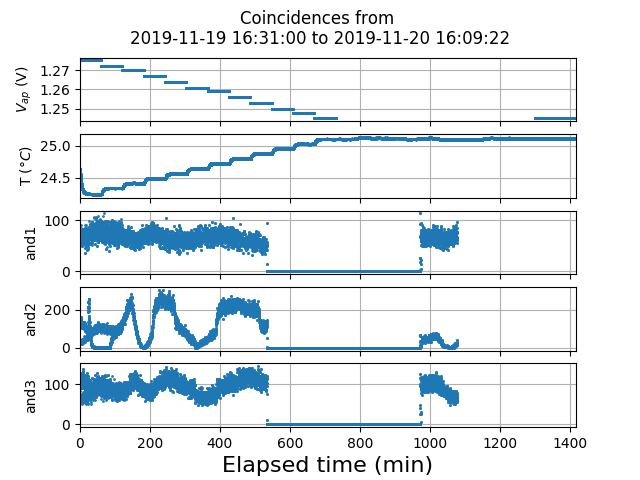 Coincidences from
2019-11-19 16:31:00 to 2019-11-20 16:09:22
V_ap (V)
1.27
1.26
1.25
T (°C)
25.0
24.5
and1
100
0
and2
200
0
and3
100
0
0 200 400 600 800 1000 1200 1400
Elapsed time (min)